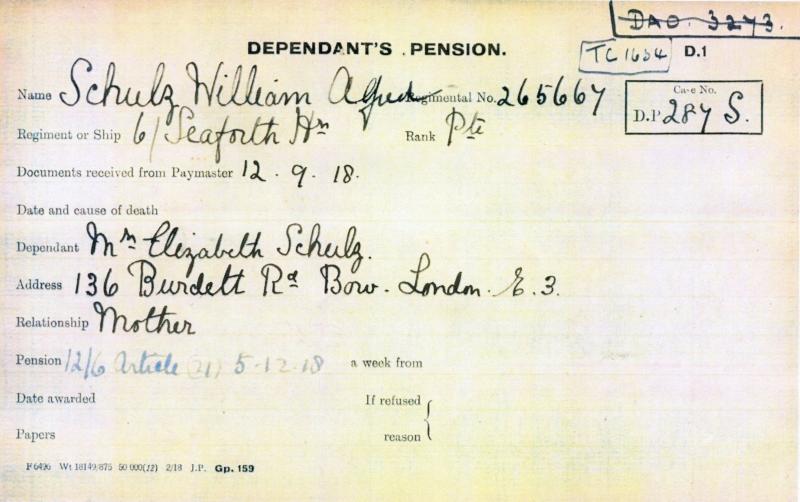 DAO. 3273.
DEPENDANT'S PENSION.
TC 1654 D.1
Name Schulz William Alfred Regimental No. 265667
Case No.
D.P 287 S.
Regiment or Ship 6/ Seaforth Hrs Rank Pte
Documents received from Paymaster 12. 9. 18.
Date and cause of death
Dependant Mrs Elizabeth Schulz.
Address 136 Burdett Rd Bow. London. E. 3.
Relationship Mother
Pension 12/6 Article (21) 5-12-18 a week from
Date awarded If refused
Papers reason
F6496 Wt 18149/875 50 000(12) 2/18 J.P. Gp. 159